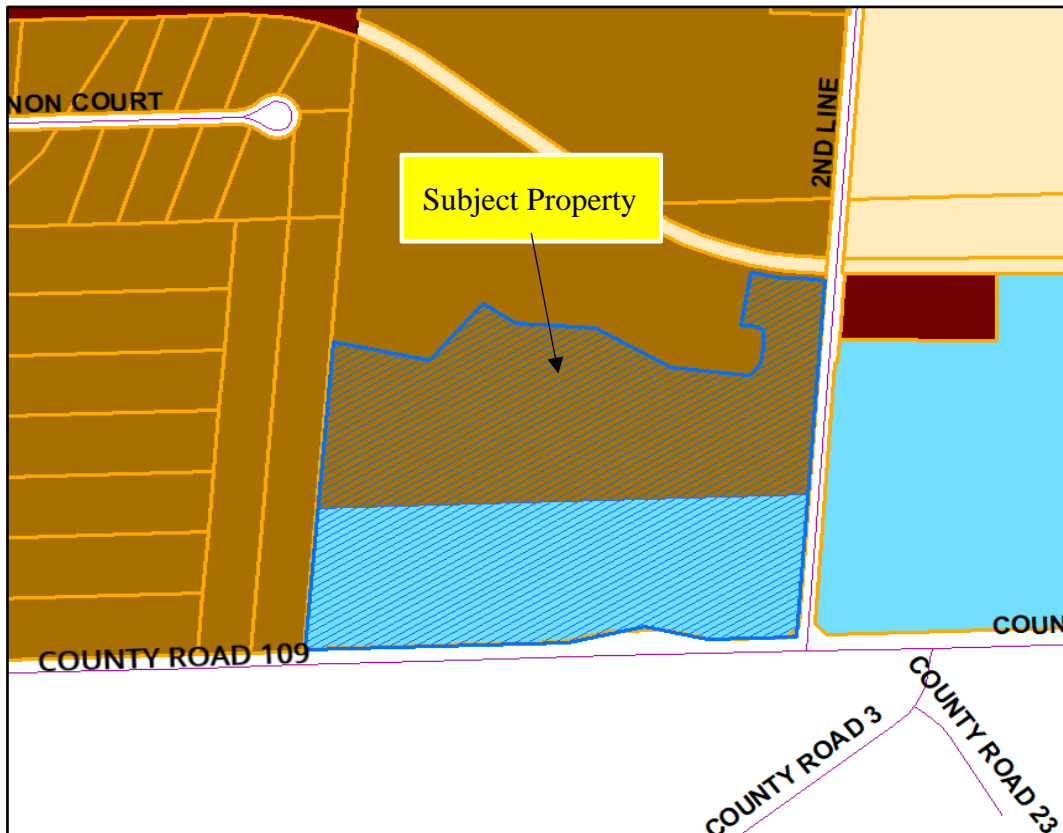 NON COURT
2ND LINE
Subject Property
COUNTY ROAD 109
COUN
COUNTY ROAD 3
COUNTY ROAD 23